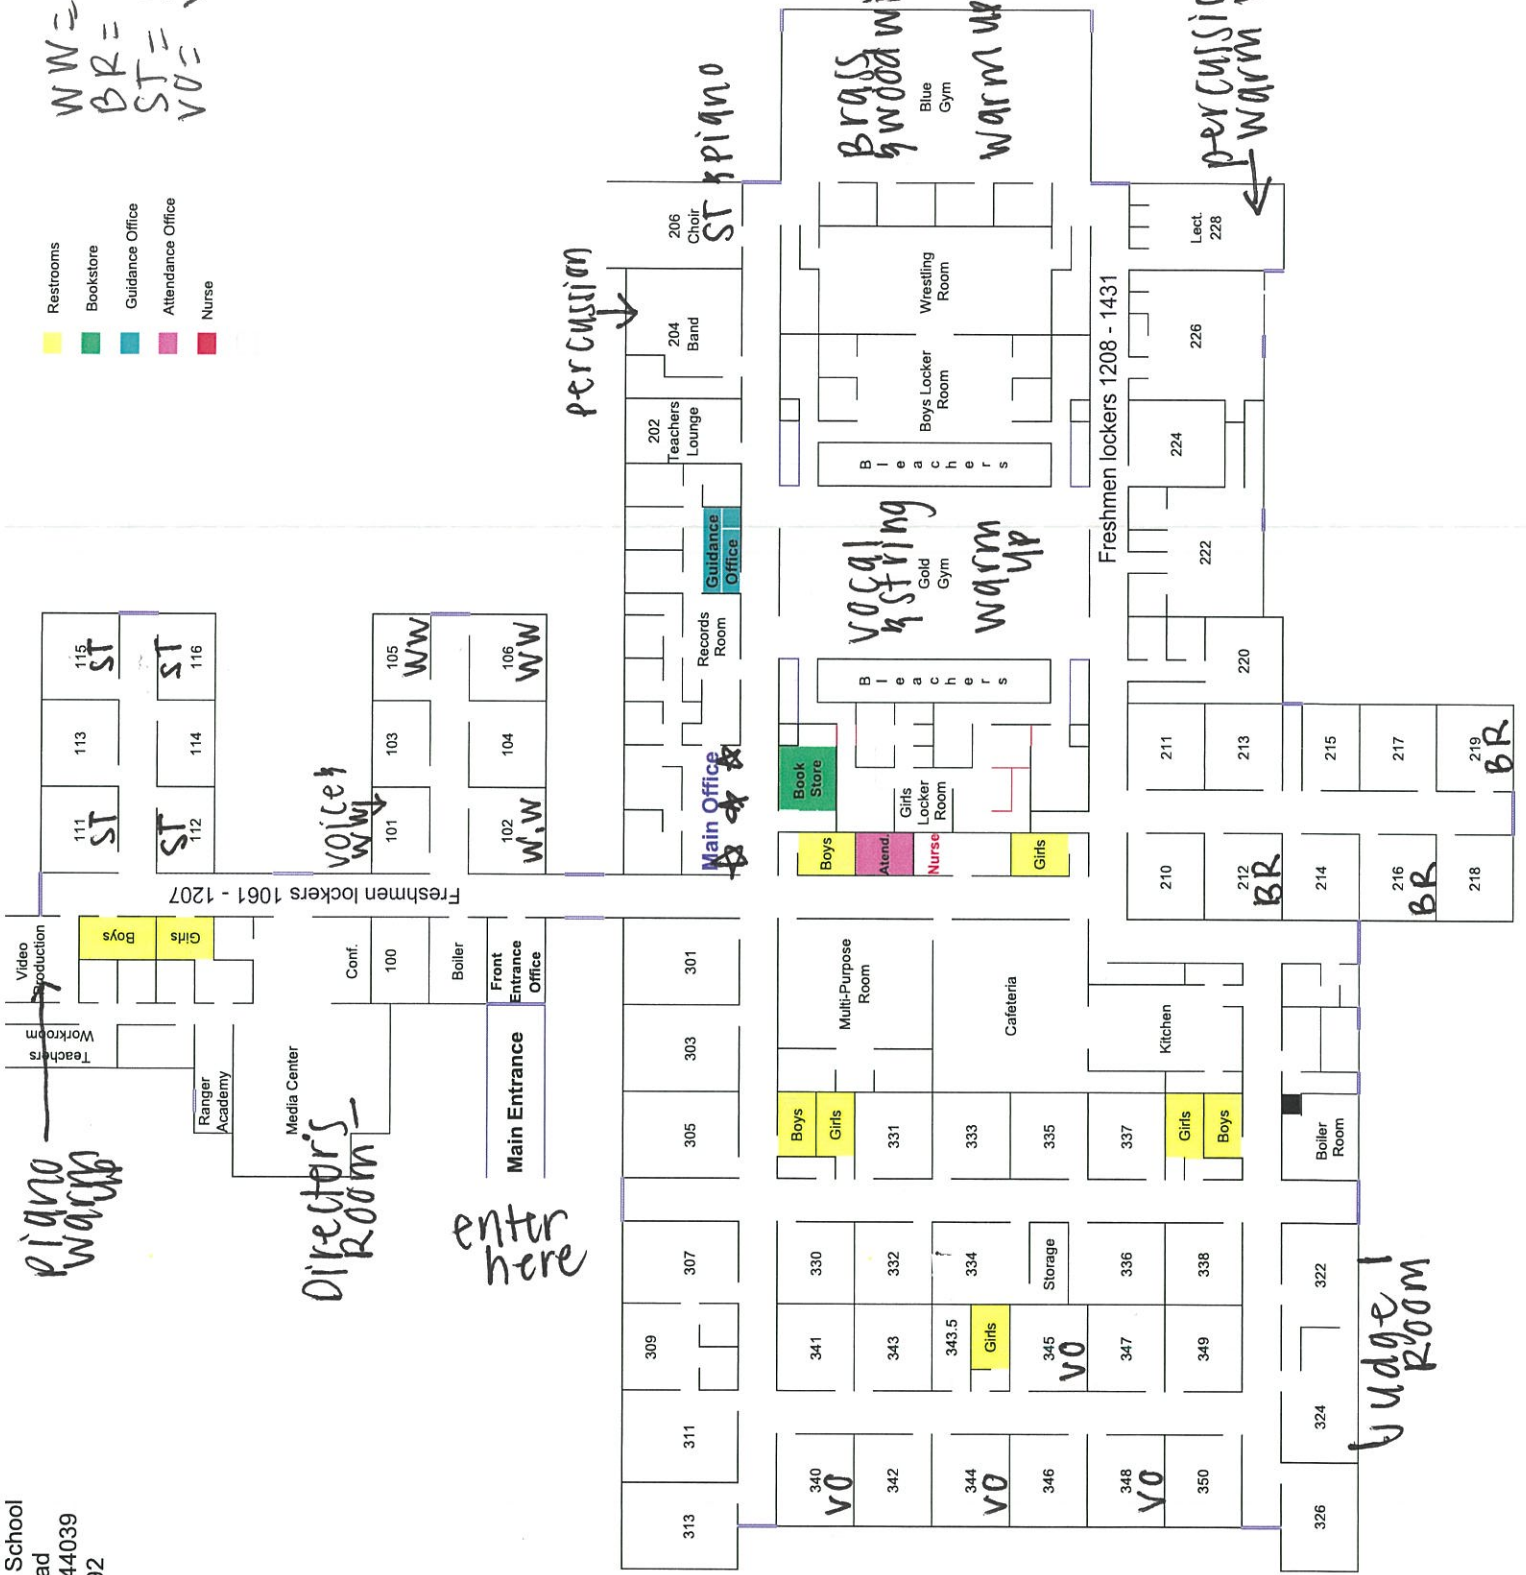 School
ad
44039
02
WW=
BR=
ST=
VO=
Restrooms
Bookstore
Guidance Office
Attendance Office
Nurse
Video
Production
Teachers
Workroom
Boys
Girls
Piano
Warm
up
Ranger
Academy
Media Center
Director's
Room
Conf.
100
Boiler
Front
Entrance
Office
Main Entrance
enter
here
Freshmen lockers 1061 - 1207
111
ST
113
115
ST
ST
112
114
ST
116
voice &
WW
101
103
105
WW
102
W.W
104
106
WW
Main Office
Records
Room
Guidance
Office
202
Teachers
Lounge
percussion
204
Band
206
Choir
ST & piano
Book
Store
Boys
Atend.
Nurse
Girls
Girls
Locker
Room
Bleachers
vocal
& string
Gold
Gym
warm
up
Bleachers
Boys Locker
Room
Wrestling
Room
Brass
& wood
Blue
Gym
warm up
Freshmen lockers 1208 - 1431
percussi
warm
210
211
212
BR
213
214
215
216
BR
217
218
219
BR
220
222
224
226
Lect.
228
301
303
305
307
309
311
313
Multi-Purpose
Room
Cafeteria
Kitchen
Boys
Girls
331
333
335
337
Girls
Boys
Boiler
Room
330
332
334
Storage
336
338
322
341
343
343.5
Girls
345
VO
347
349
324
340
VO
342
344
VO
346
348
VO
350
326
Judge
Room